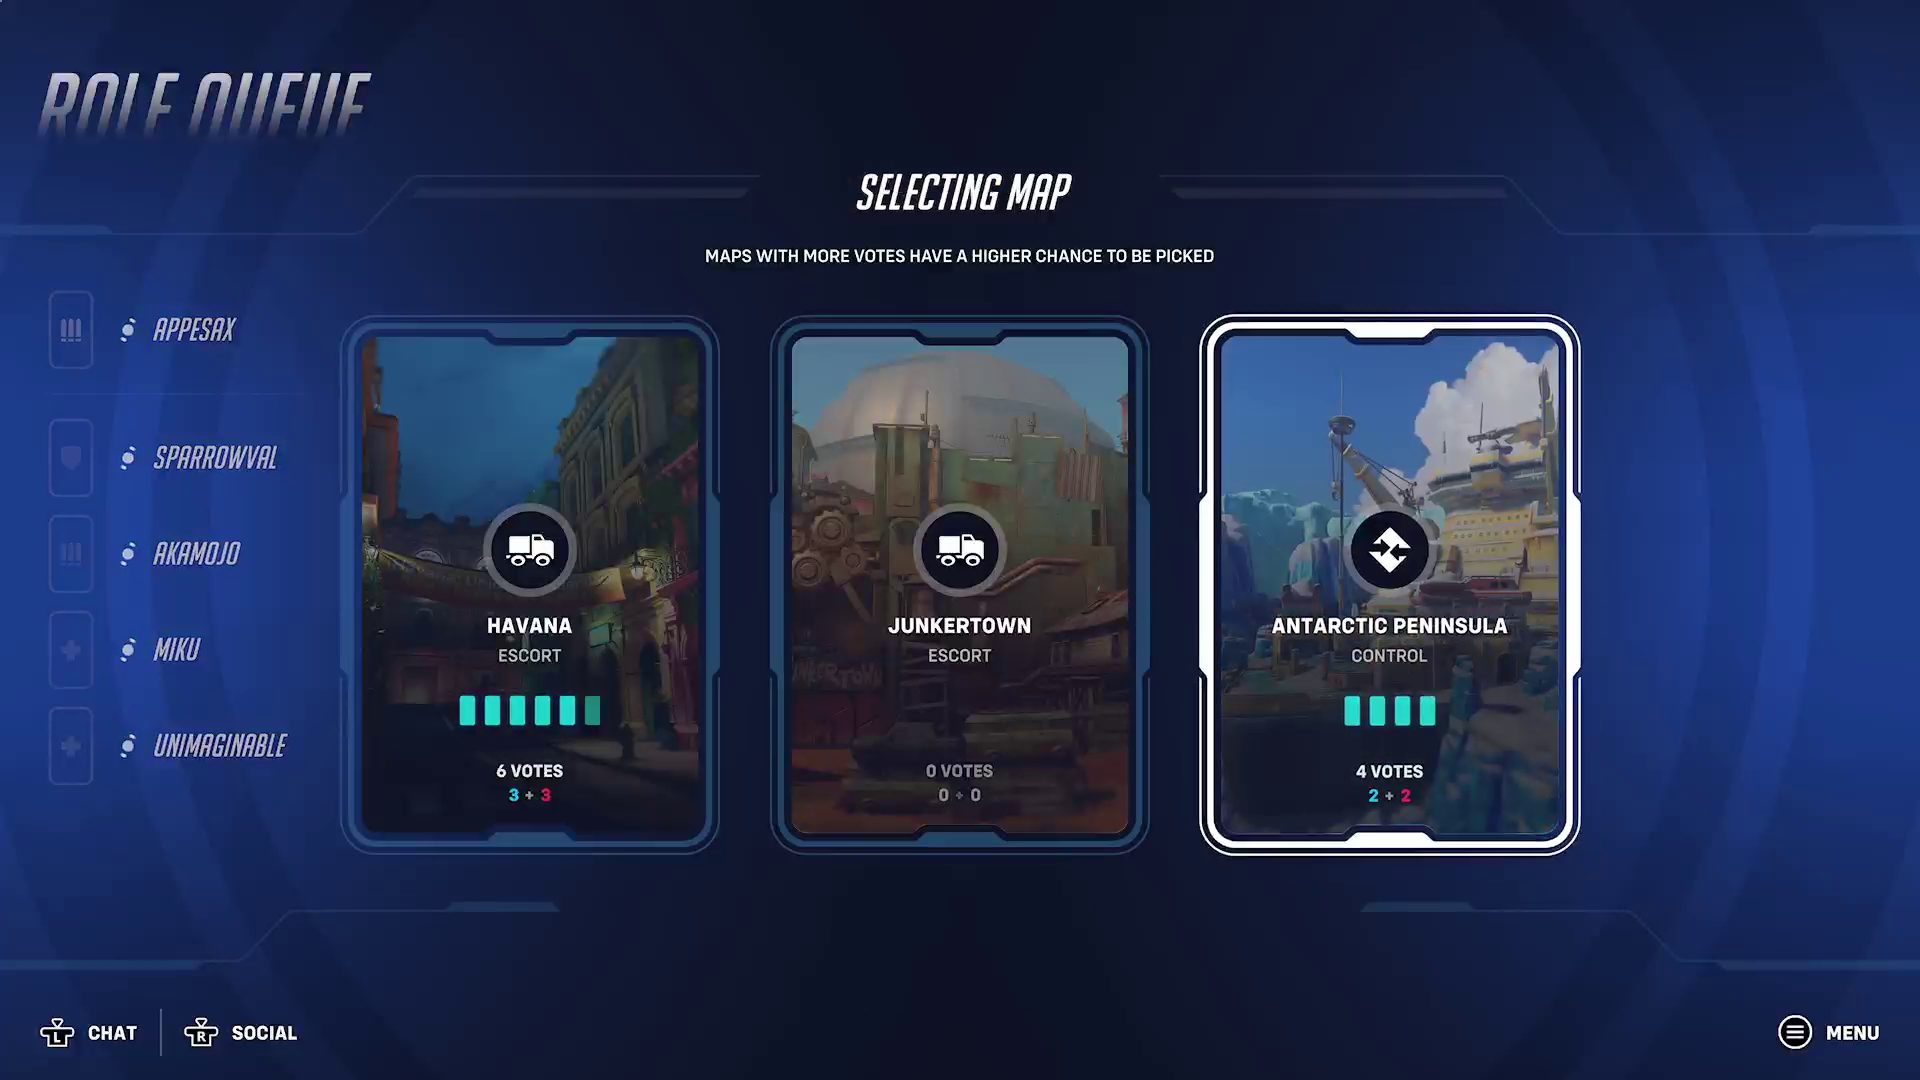 ROLE QUEUE
SELECTING MAP
MAPS WITH MORE VOTES HAVE A HIGHER CHANCE TO BE PICKED
APPESAX
SPARROWVAL
AKAMOJO
MIKU
UNIMAGINABLE
HAVANA
ESCORT
6 VOTES
3 + 3
JUNKERTOWN
ESCORT
0 VOTES
0 + 0
ANTARCTIC PENINSULA
CONTROL
4 VOTES
2 + 2
L CHAT
R SOCIAL
MENU